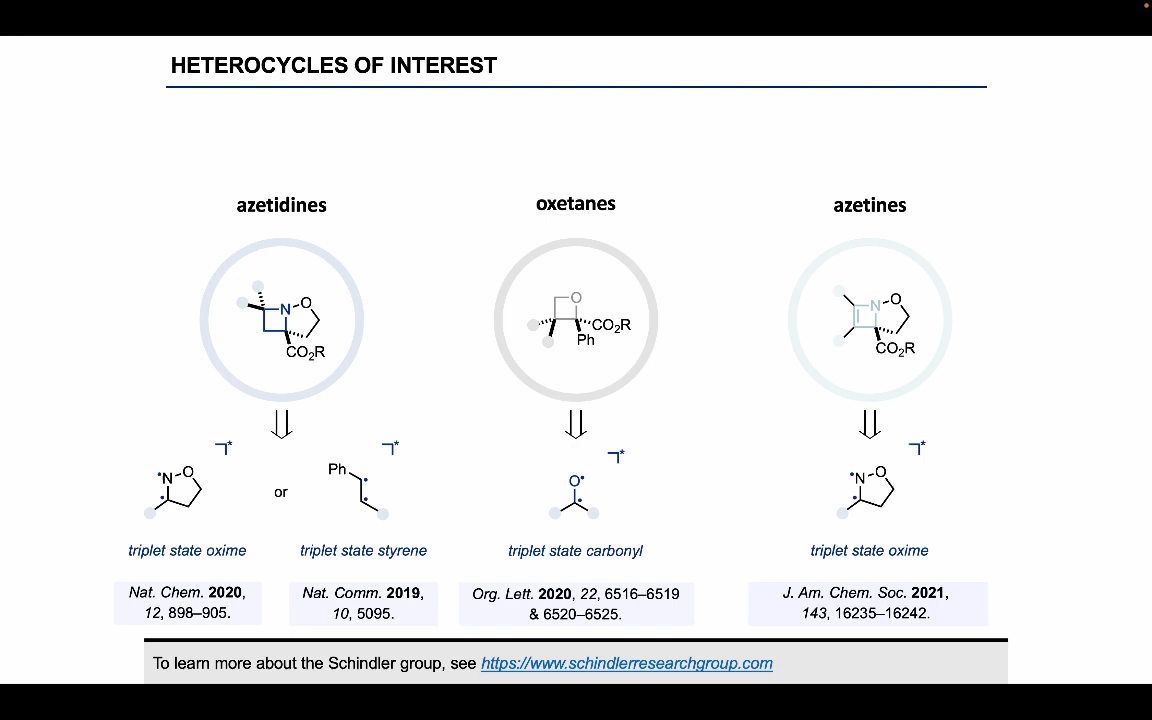 HETEROCYCLES OF INTEREST
azetidines
oxetanes
azetines
N
O
CO₂R
O
CO₂R
Ph
N
O
CO₂R
•N
O
¬*
or
Ph
¬*
O•
¬*
•N
O
¬*
triplet state oxime
triplet state styrene
triplet state carbonyl
triplet state oxime
Nat. Chem. 2020,
12, 898–905.
Nat. Comm. 2019,
10, 5095.
Org. Lett. 2020, 22, 6516–6519
& 6520–6525.
J. Am. Chem. Soc. 2021,
143, 16235–16242.
To learn more about the Schindler group, see https://www.schindlerresearchgroup.com